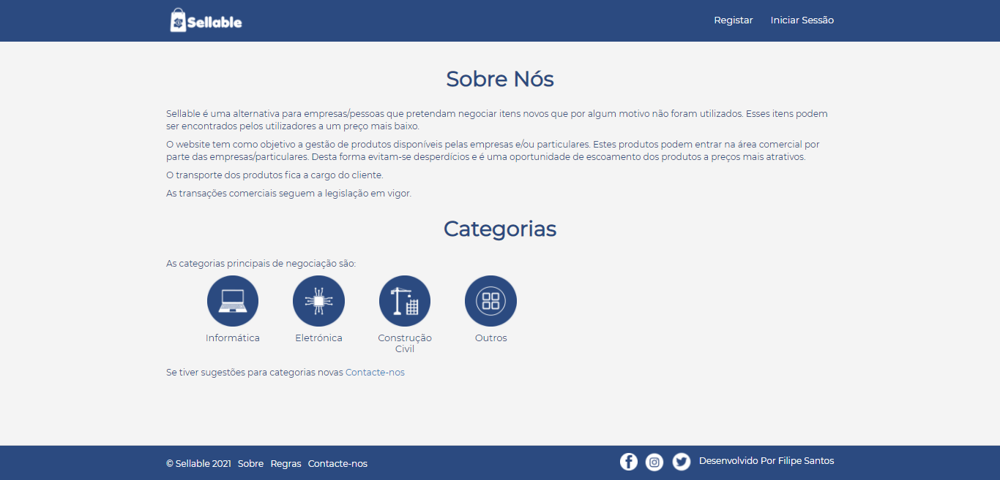 Sellable
Registar Iniciar Sessão
Sobre Nós
Sellable é uma alternativa para empresas/pessoas que pretendam negociar itens novos que por algum motivo não foram utilizados. Esses itens podem
ser encontrados pelos utilizadores a um preço mais baixo.
O website tem como objetivo a gestão de produtos disponíveis pelas empresas e/ou particulares. Estes produtos podem entrar na área comercial por
parte das empresas/particulares. Desta forma evitam-se desperdícios e é uma oportunidade de escoamento dos produtos a preços mais atrativos.
O transporte dos produtos fica a cargo do cliente.
As transações comerciais seguem a legislação em vigor.
Categorias
As categorias principais de negociação são:
Informática
Eletrónica
Construção
Civil
Outros
Se tiver sugestões para categorias novas Contacte-nos
© Sellable 2021 Sobre Regras Contacte-nos
Desenvolvido Por Filipe Santos